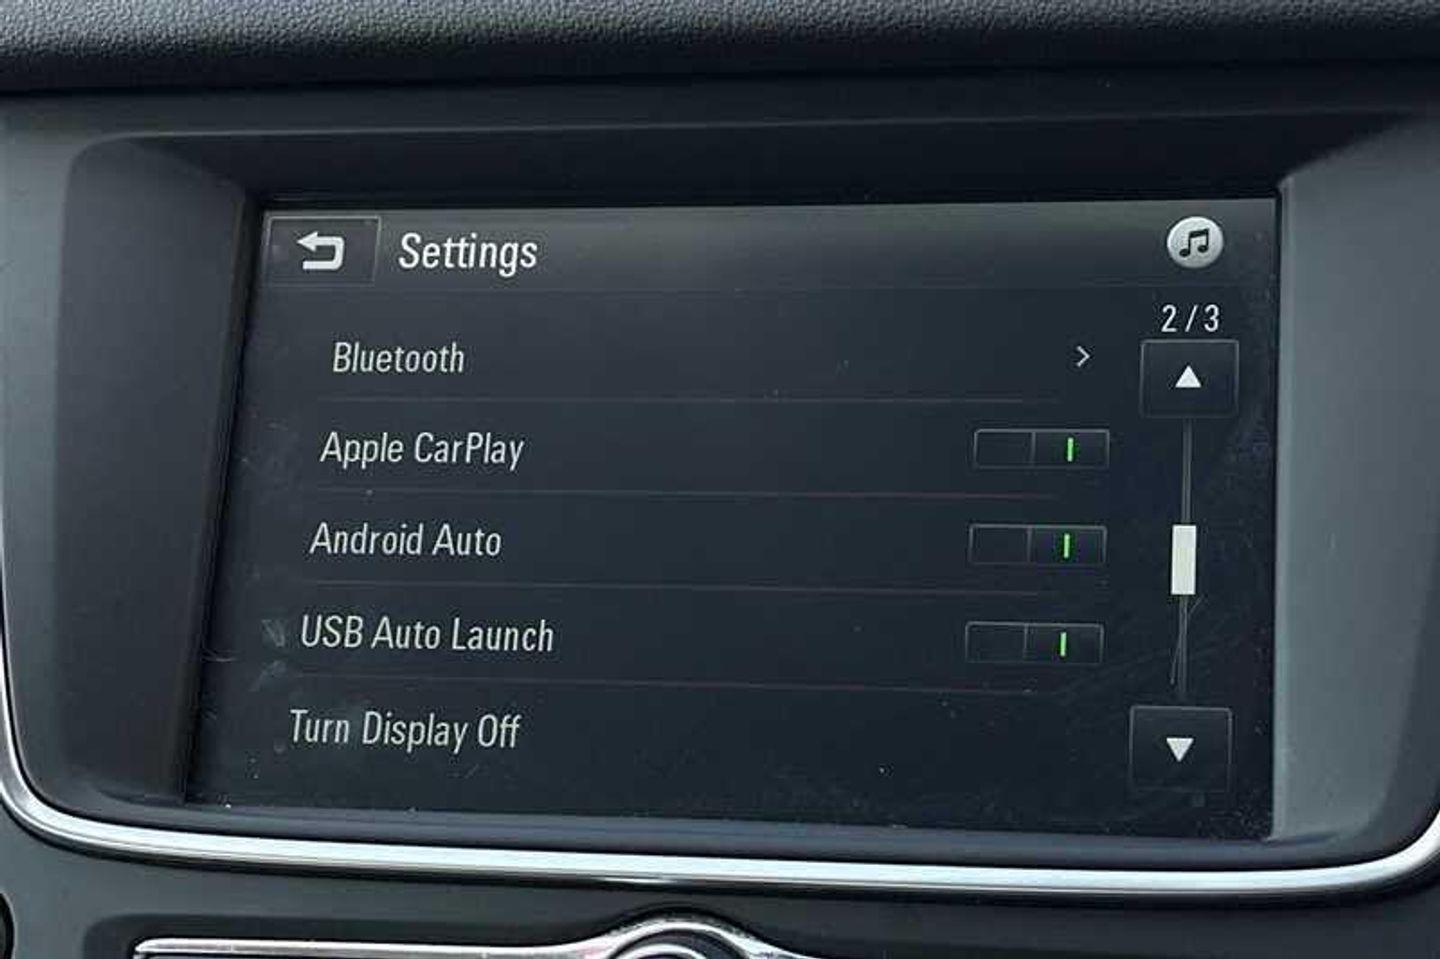 Settings
2 / 3
Bluetooth
Apple CarPlay
Android Auto
USB Auto Launch
Turn Display Off